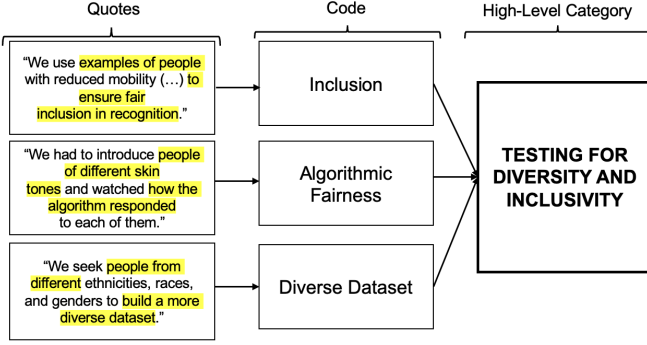 Quotes
Code
High-Level Category
“We use examples of people
with reduced mobility (…) to
ensure fair
inclusion in recognition.”
Inclusion
“We had to introduce people
of different skin
tones and watched how the
algorithm responded
to each of them.”
Algorithmic
Fairness
“We seek people from
different ethnicities, races,
and genders to build a more
diverse dataset.”
Diverse Dataset
TESTING FOR
DIVERSITY AND
INCLUSIVITY